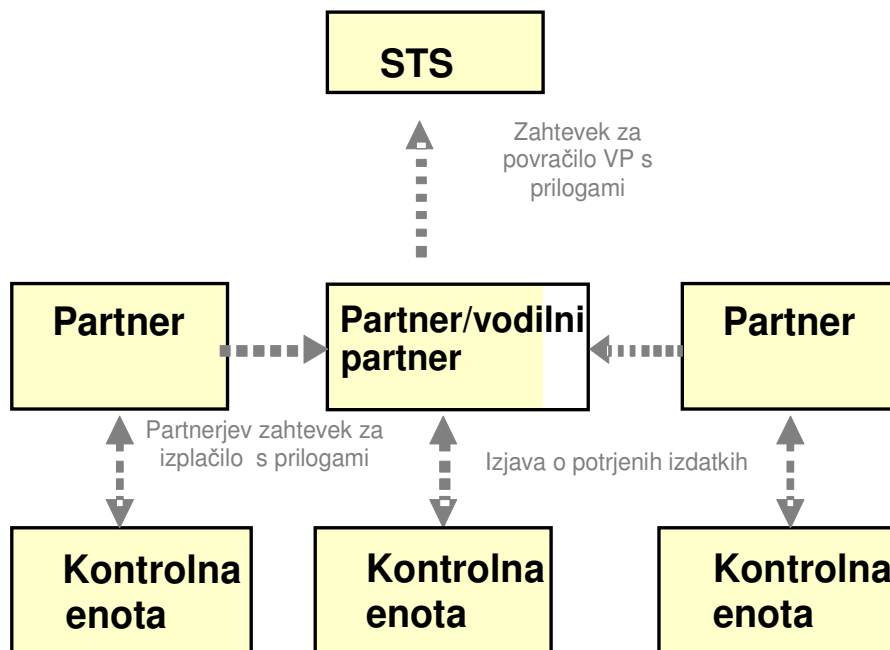 STS
Zahtevek za
povračilo VP s
prilogami
Partner
Partner/vodilni
partner
Partner
Partnerjev zahtevek za
izplačilo s prilogami
Izjava o potrjenih izdatkih
Kontrolna
enota
Kontrolna
enota
Kontrolna
enota